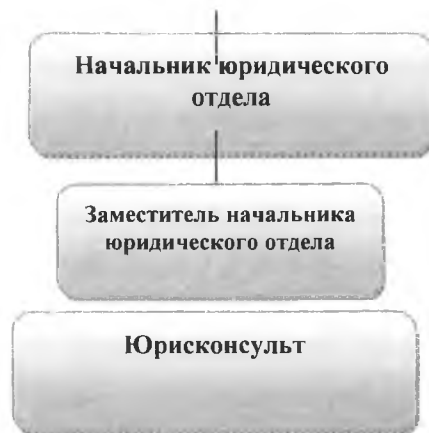 Начальник юридического
отдела
Заместитель начальника
юридического отдела
Юрисконсульт